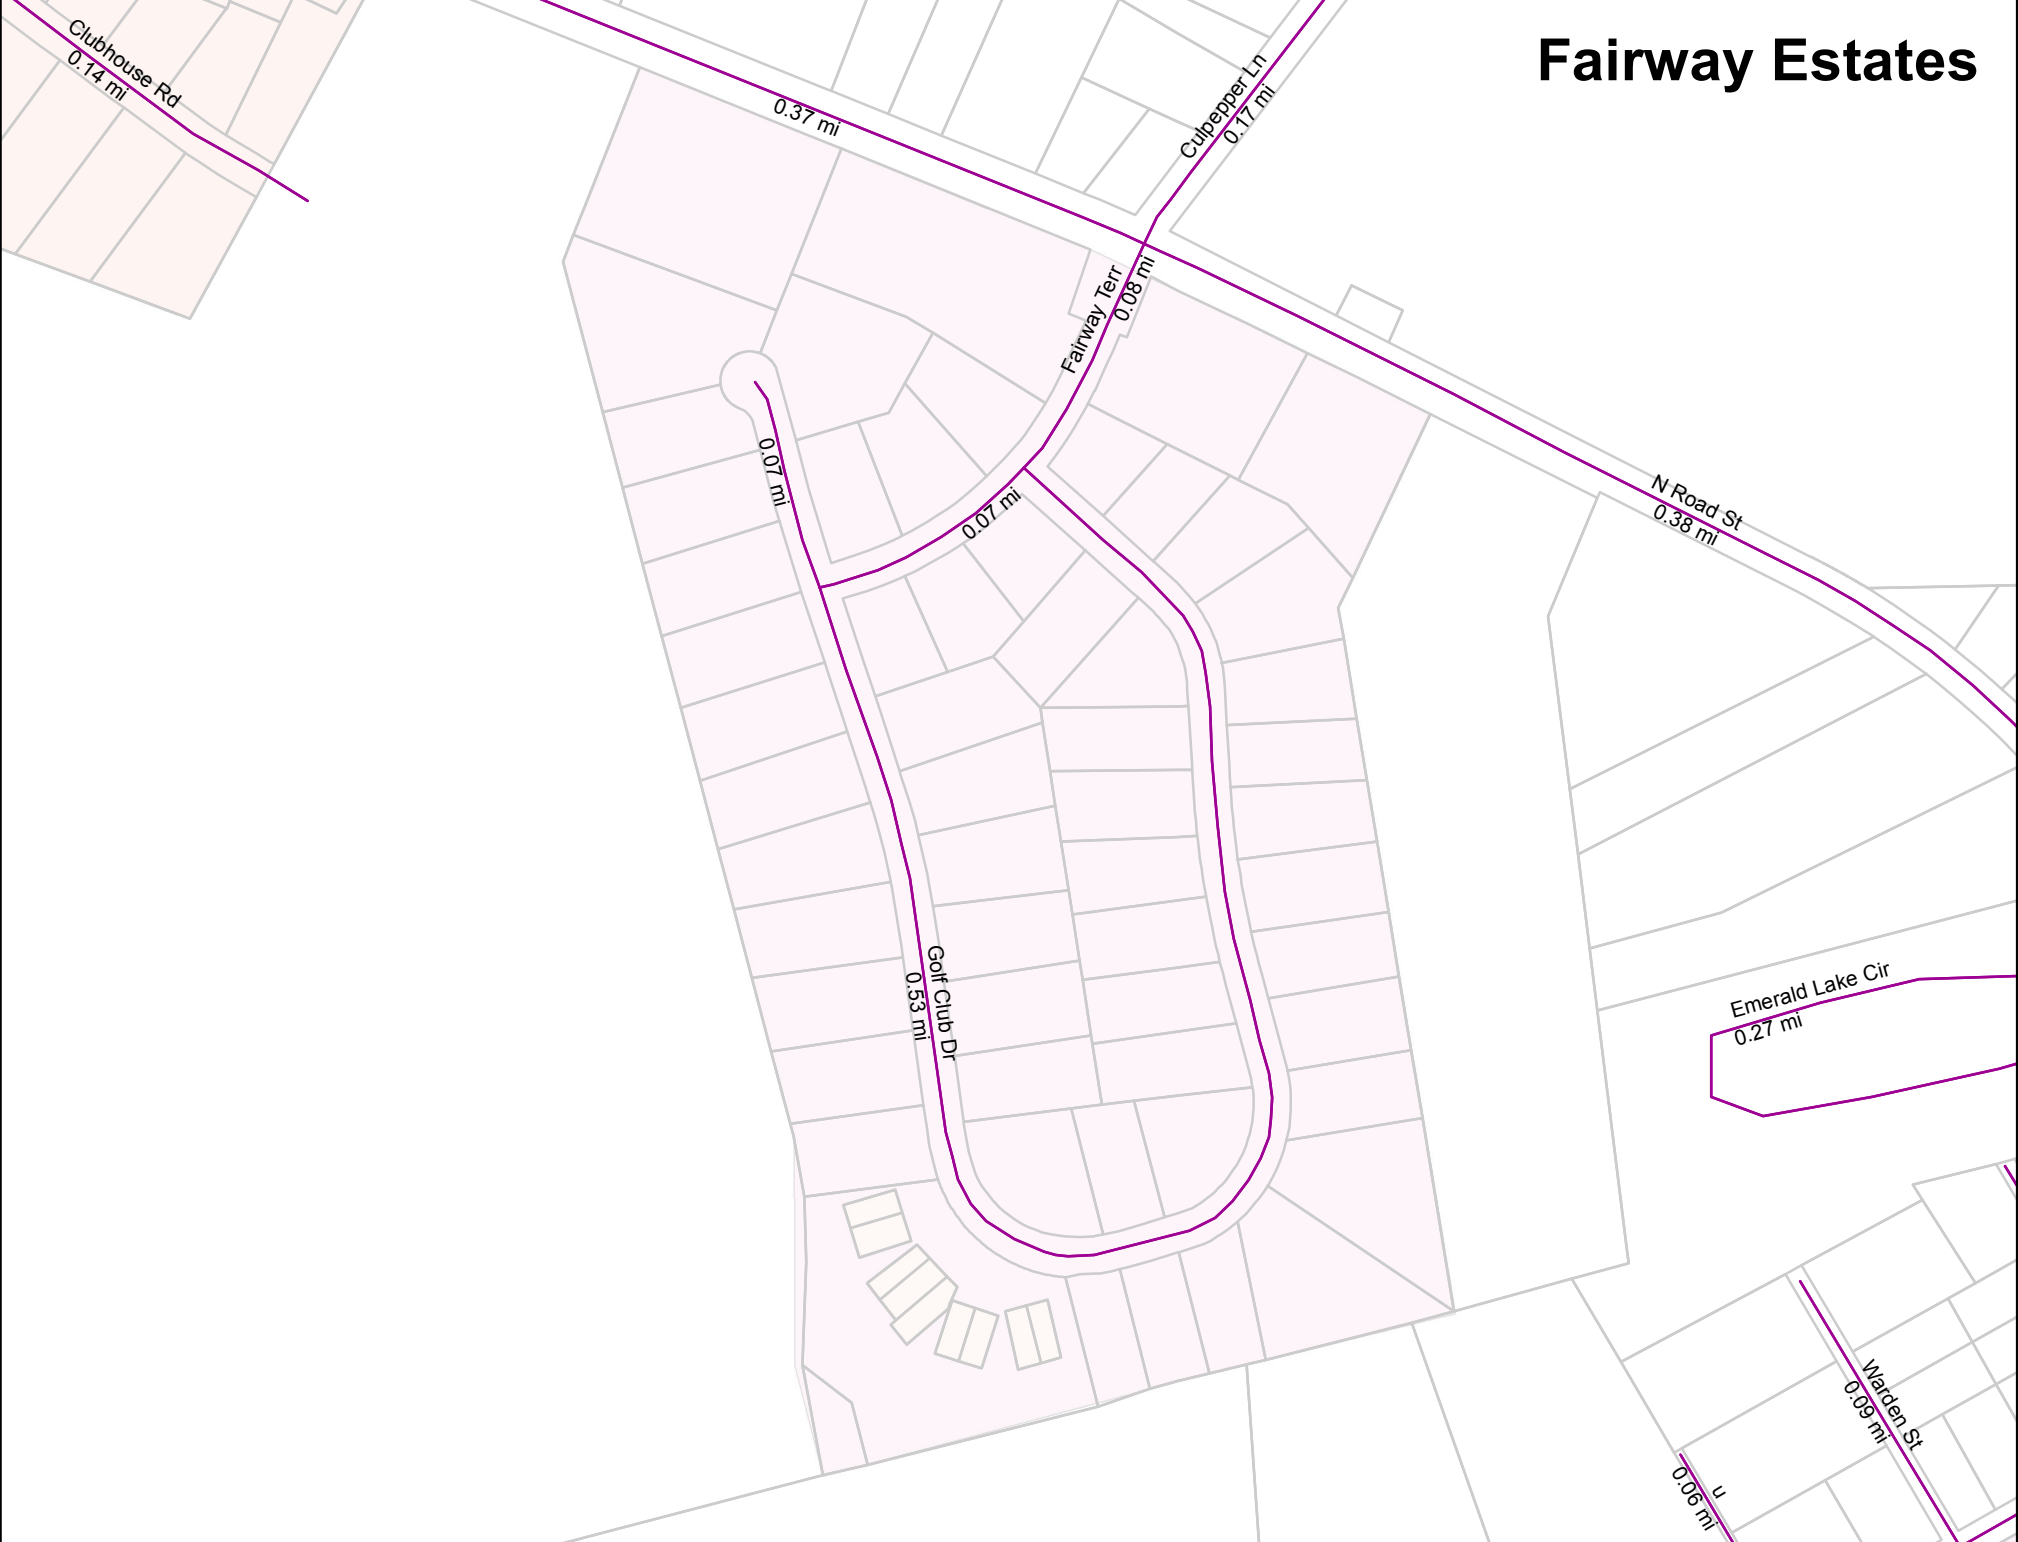 Fairway Estates
Clubhouse Rd
0.14 mi
0.37 mi
Culpepper Ln
0.17 mi
Fairway Terr
0.08 mi
0.07 mi
0.07 mi
N Road St
0.38 mi
Golf Club Dr
0.53 mi
Emerald Lake Cir
0.27 mi
Warden St
0.09 mi
u
0.06 mi